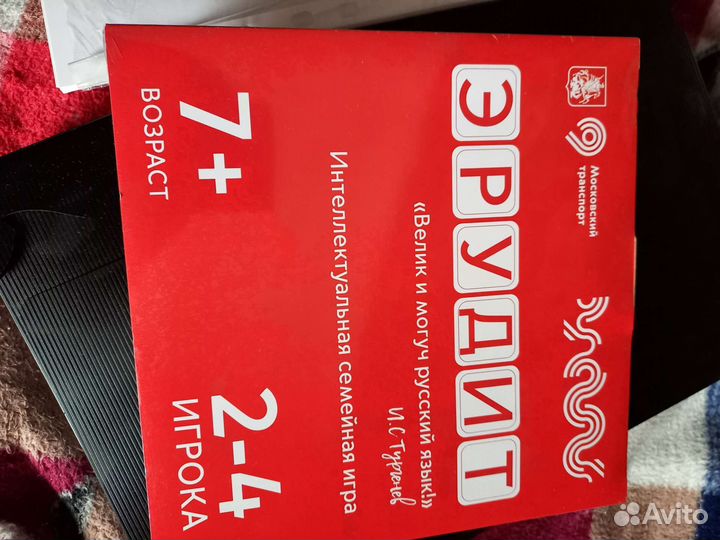 Московский
транспорт
ЭРУДИТ
«Велик и могуч русский язык!»
И.С. Тургенев
Интеллектуальная семейная игра
7+
ВОЗРАСТ
2-4
ИГРОКА
Avito